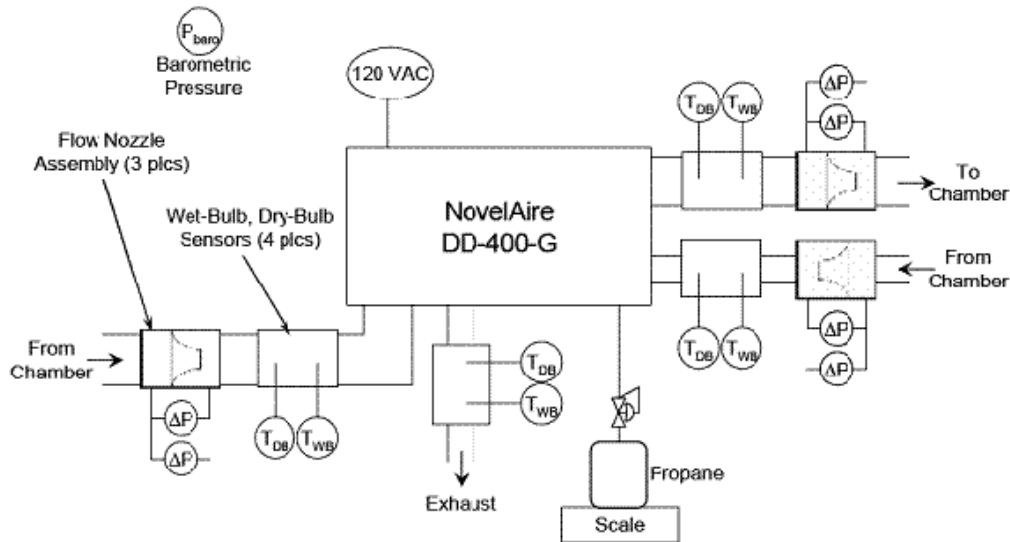 P_baro
Barometric
Pressure
120 VAC
Flow Nozzle
Assembly (3 plcs)
Wet-Bulb, Dry-Bulb
Sensors (4 plcs)
NovelAire
DD-400-G
T_DB
T_WB
ΔP
ΔP
To
Chamber
From
Chamber
T_DB
T_WB
ΔP
ΔP
From
Chamber
ΔP
ΔP
T_DB
T_WB
T_DB
T_WB
Exhaust
Fropane
Scale